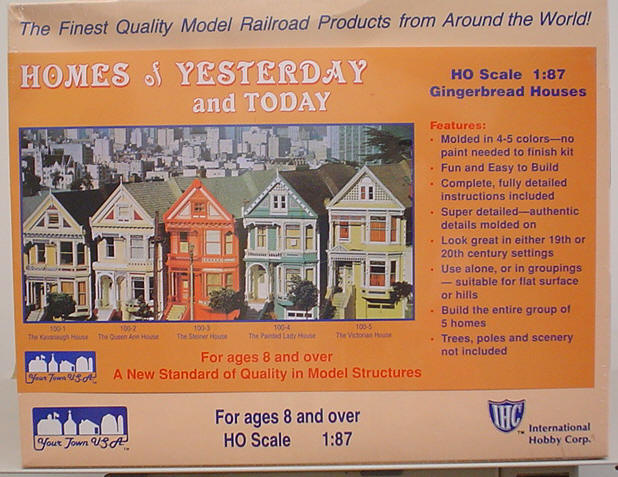 The Finest Quality Model Railroad Products from Around the World!
HOMES of YESTERDAY
and TODAY
HO Scale 1:87
Gingerbread Houses
Features:
• Molded in 4-5 colors—no
paint needed to finish kit
• Fun and Easy to Build
• Complete, fully detailed
instructions included
• Super detailed—authentic
details molded on
• Look great in either 19th or
20th century settings
• Use alone, or in groupings
— suitable for flat surface
or hills
• Build the entire group of
5 homes
• Trees, poles and scenery
not included
100-1
The Kavanaugh House
100-2
The Queen Ann House
100-3
The Steiner House
100-4
The Painted Lady House
100-5
The Victorian House
Your Town USA
For ages 8 and over
A New Standard of Quality in Model Structures
Your Town USA™
For ages 8 and over
HO Scale 1:87
IHC™
International
Hobby Corp.